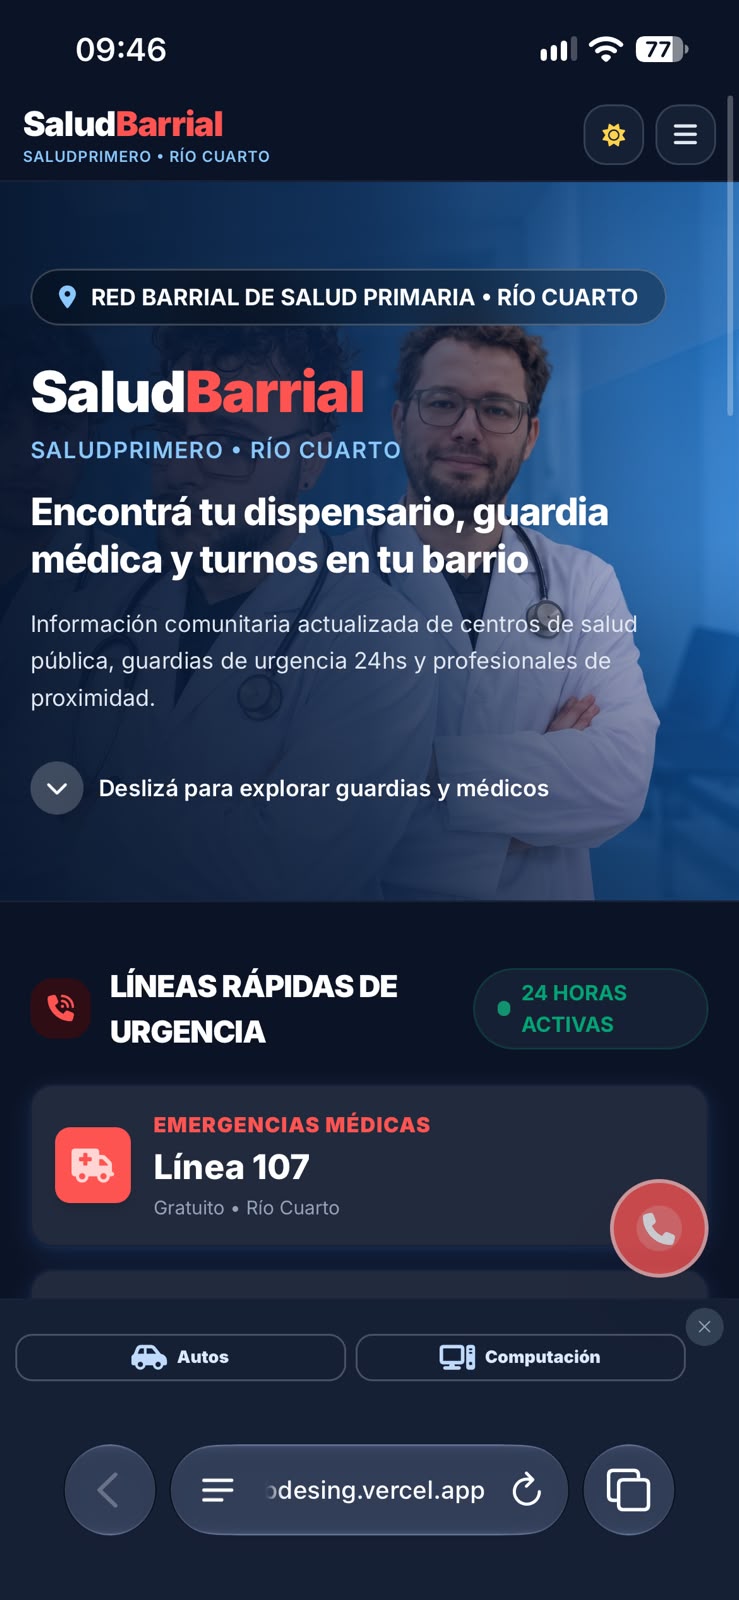 09:46
77
SaludBarrial
SALUDPRIMERO • RÍO CUARTO
RED BARRIAL DE SALUD PRIMARIA • RÍO CUARTO
SaludBarrial
SALUDPRIMERO • RÍO CUARTO
Encontrá tu dispensario, guardia
médica y turnos en tu barrio
Información comunitaria actualizada de centros de salud
pública, guardias de urgencia 24hs y profesionales de
proximidad.
Deslizá para explorar guardias y médicos
LÍNEAS RÁPIDAS DE
URGENCIA
24 HORAS
ACTIVAS
EMERGENCIAS MÉDICAS
Línea 107
Gratuito • Río Cuarto
Autos
Computación
odesing.vercel.app